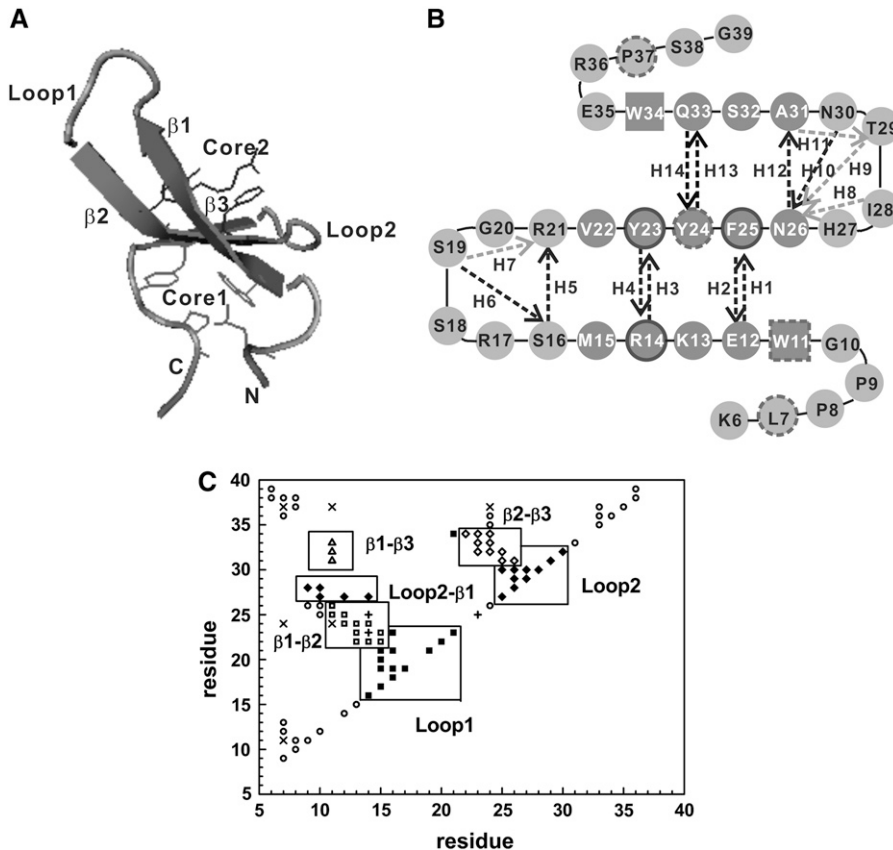 A
Loop1
β1
Core2
β2
β3
Loop2
Core1
C
N
B
R36 P37 S38 G39
E35 W34 Q33 S32 A31 N30 T29
H14 H13 H12 H11 H10 H9 H8
I28
S19 G20 R21 V22 Y23 Y24 F25 N26 H27
H7 H6 H5 H4 H3 H2 H1
S18 R17 S16 M15 R14 K13 E12 W11 G10
P9
K6 L7 P8
C
40
35
30
25
20
15
10
5
residue
β1-β3
β2-β3
Loop2-β1
Loop2
β1-β2
Loop1
5 10 15 20 25 30 35 40
residue